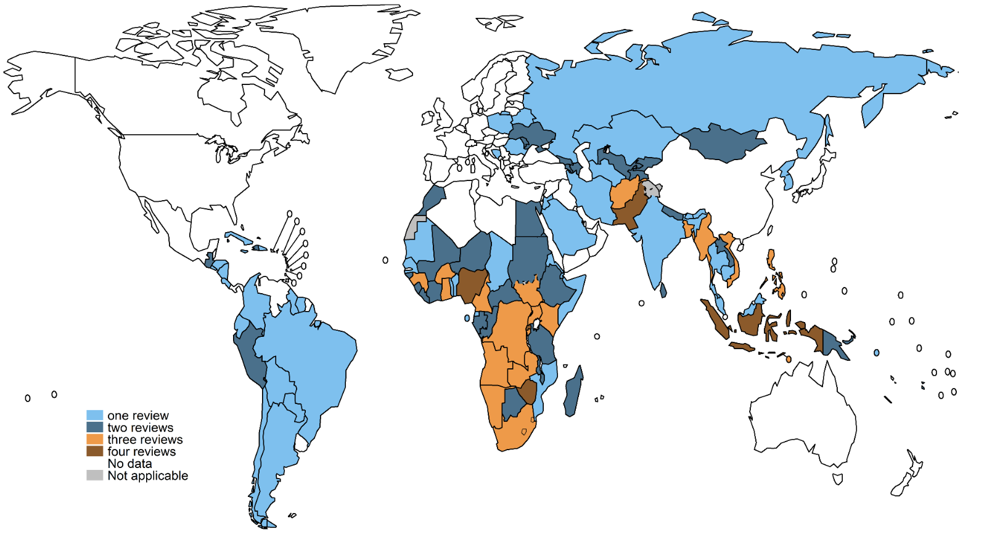 one review
two reviews
three reviews
four reviews
No data
Not applicable